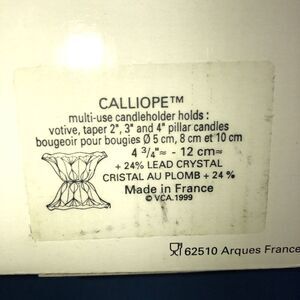 CALLIOPE™
multi-use candleholder holds :
votive, taper 2", 3" and 4" pillar candles
bougeoir pour bougies Ø 5 cm, 8 cm et 10 cm
4 3/4"≈ - 12 cm≈
+ 24% LEAD CRYSTAL
CRISTAL AU PLOMB + 24 %
Made in France
© VCA.1999
62510 Arques France